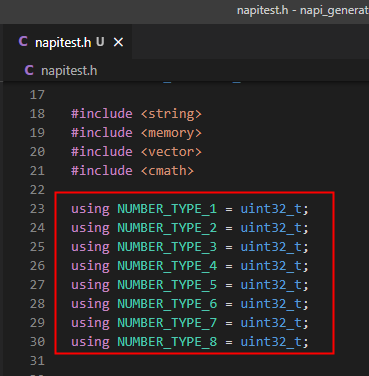 napitest.h - napi_generat
C napitest.h U ×
C napitest.h
17
18 #include <string>
19 #include <memory>
20 #include <vector>
21 #include <cmath>
22
23 using NUMBER_TYPE_1 = uint32_t;
24 using NUMBER_TYPE_2 = uint32_t;
25 using NUMBER_TYPE_3 = uint32_t;
26 using NUMBER_TYPE_4 = uint32_t;
27 using NUMBER_TYPE_5 = uint32_t;
28 using NUMBER_TYPE_6 = uint32_t;
29 using NUMBER_TYPE_7 = uint32_t;
30 using NUMBER_TYPE_8 = uint32_t;
31